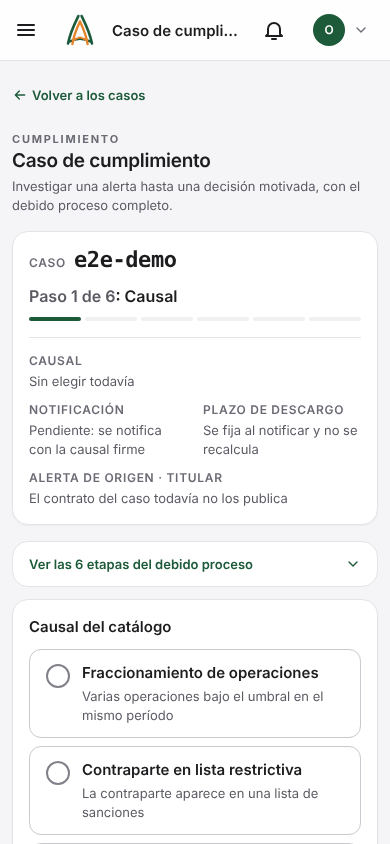 Caso de cumpli...
O
← Volver a los casos
CUMPLIMIENTO
Caso de cumplimiento
Investigar una alerta hasta una decisión motivada, con el
debido proceso completo.
CASO e2e-demo
Paso 1 de 6: Causal
CAUSAL
Sin elegir todavía
NOTIFICACIÓN
Pendiente: se notifica
con la causal firme
PLAZO DE DESCARGO
Se fija al notificar y no se
recalcula
ALERTA DE ORIGEN · TITULAR
El contrato del caso todavía no los publica
Ver las 6 etapas del debido proceso
Causal del catálogo
Fraccionamiento de operaciones
Varias operaciones bajo el umbral en el
mismo período
Contraparte en lista restrictiva
La contraparte aparece en una lista de
sanciones